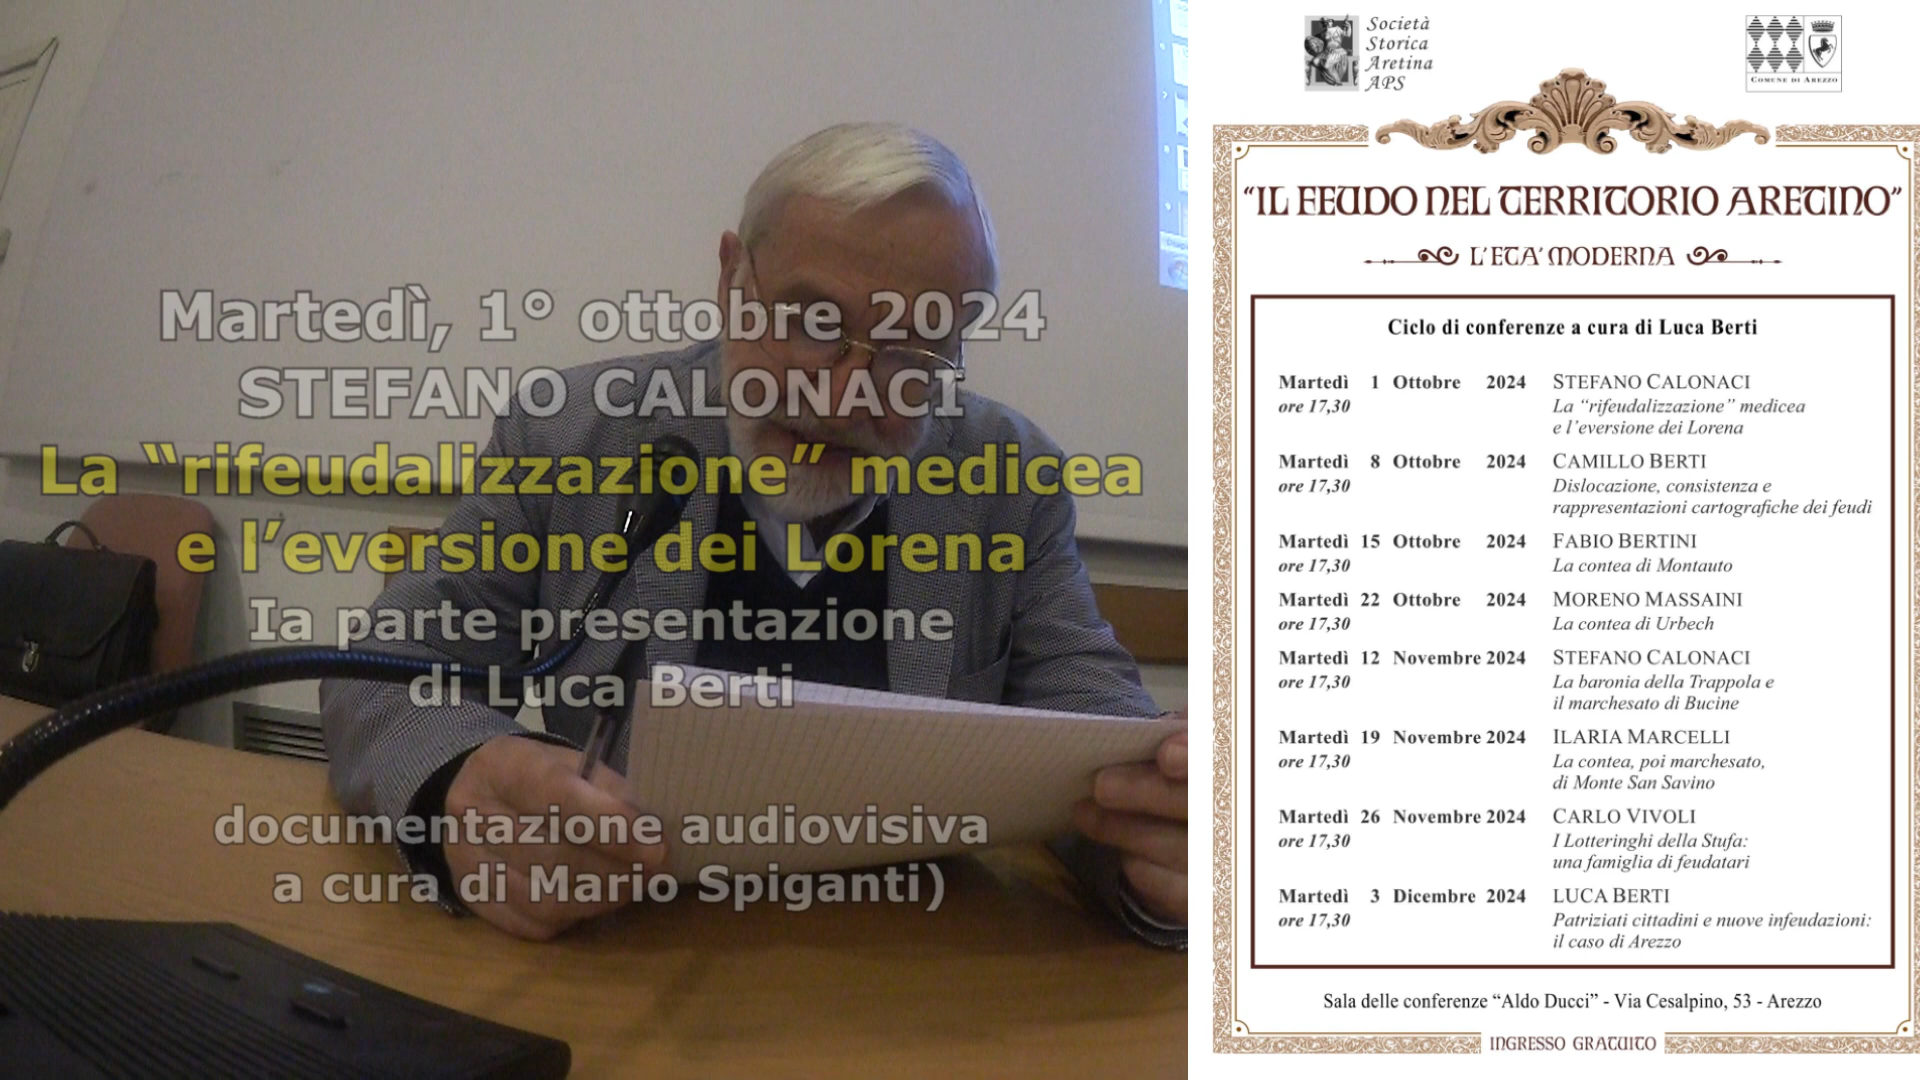 Martedì, 1° ottobre 2024
STEFANO CALONACI
La “rifeudalizzazione” medicea
e l’eversione dei Lorena
Ia parte presentazione
di Luca Berti
documentazione audiovisiva
a cura di Mario Spiganti)
Società
Storica
Aretina
APS
COMUNE DI AREZZO
“IL FEUDO NEL TERRITORIO ARETINO”
L’ETA’ MODERNA
Ciclo di conferenze a cura di Luca Berti
Martedì 1 Ottobre 2024 STEFANO CALONACI
ore 17,30 La “rifeudalizzazione” medicea
e l’eversione dei Lorena
Martedì 8 Ottobre 2024 CAMILLO BERTI
ore 17,30 Dislocazione, consistenza e
rappresentazioni cartografiche dei feudi
Martedì 15 Ottobre 2024 FABIO BERTINI
ore 17,30 La contea di Montauto
Martedì 22 Ottobre 2024 MORENO MASSAINI
ore 17,30 La contea di Urbech
Martedì 12 Novembre 2024 STEFANO CALONACI
ore 17,30 La baronia della Trappola e
il marchesato di Bucine
Martedì 19 Novembre 2024 ILARIA MARCELLI
ore 17,30 La contea, poi marchesato,
di Monte San Savino
Martedì 26 Novembre 2024 CARLO VIVOLI
ore 17,30 I Lotteringhi della Stufa:
una famiglia di feudatari
Martedì 3 Dicembre 2024 LUCA BERTI
ore 17,30 Patriziati cittadini e nuove infeudazioni:
il caso di Arezzo
Sala delle conferenze “Aldo Ducci” - Via Cesalpino, 53 - Arezzo
INGRESSO GRATUITO